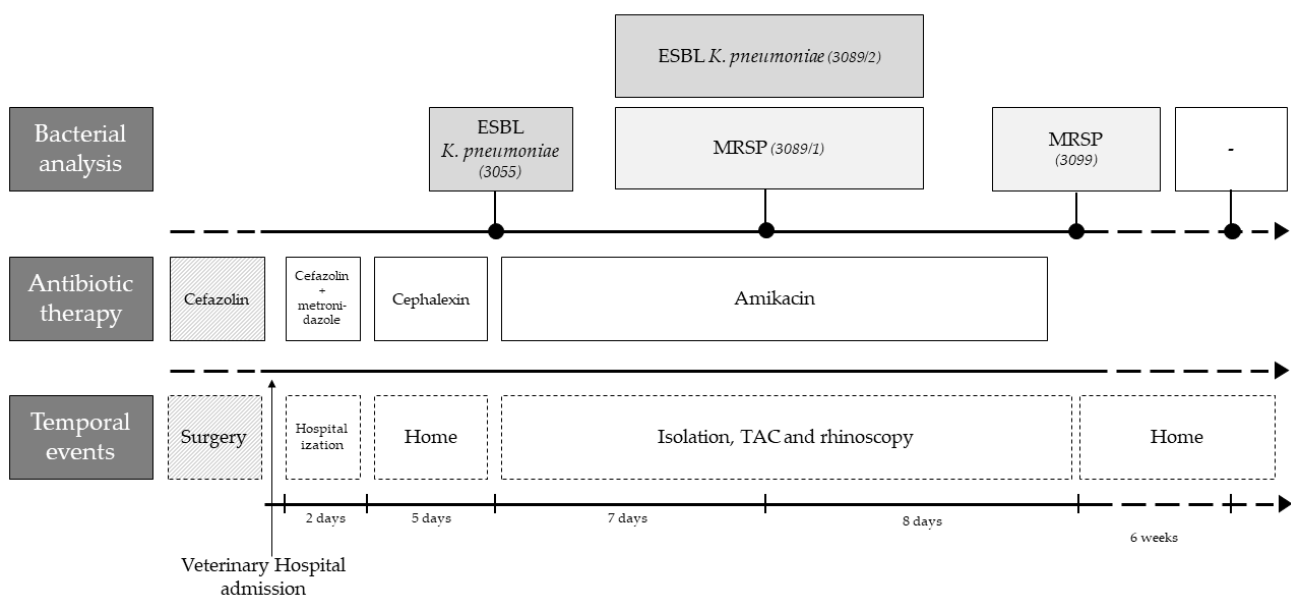 ESBL K. pneumoniae (3089/2)
Bacterial
analysis
ESBL
K. pneumoniae
(3055)
MRSP (3089/1)
MRSP
(3099)
-
Antibiotic
therapy
Cefazolin
Cefazolin
+
metroni-
dazole
Cephalexin
Amikacin
Temporal
events
Surgery
Hospital
ization
Home
Isolation, TAC and rhinoscopy
Home
2 days
5 days
7 days
8 days
6 weeks
Veterinary Hospital
admission